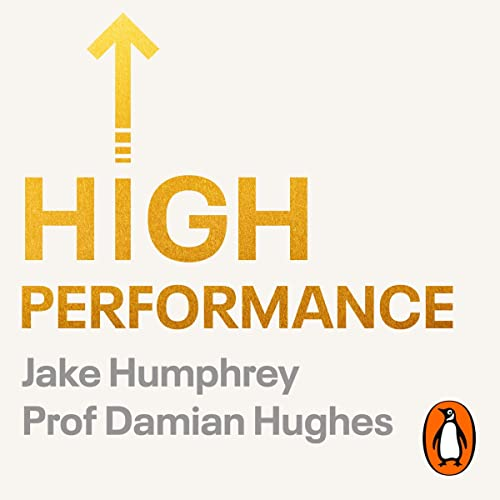 HIGH
PERFORMANCE
Jake Humphrey
Prof Damian Hughes